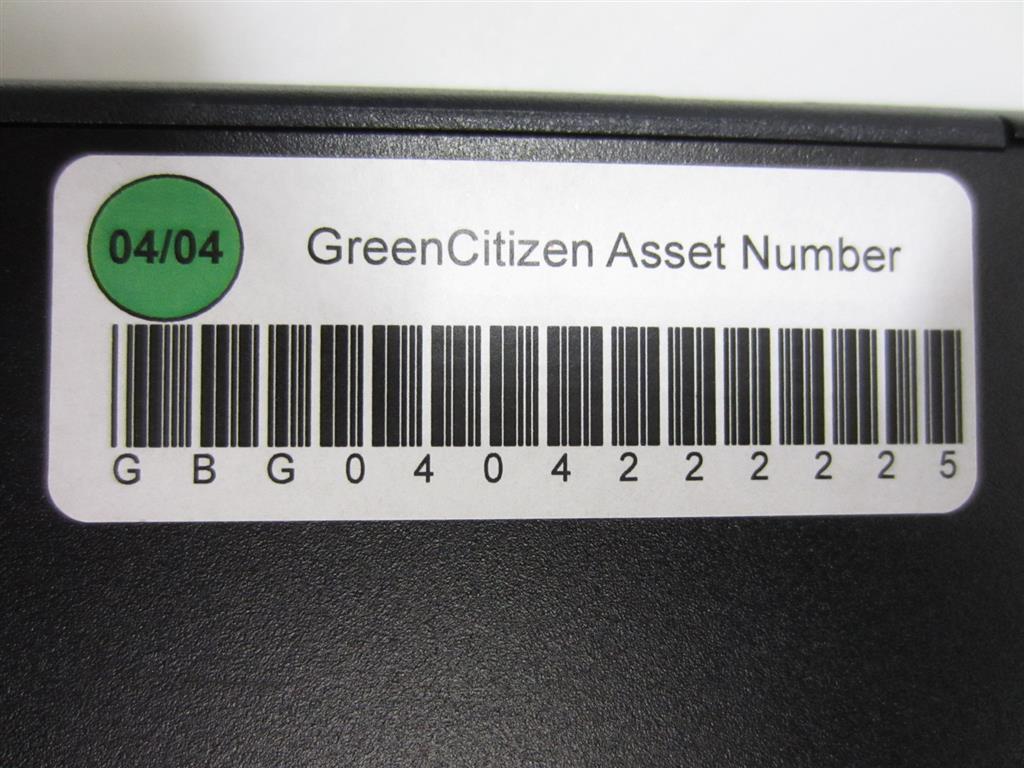 04/04
GreenCitizen Asset Number
G B G 0 4 0 4 2 2 2 2 2 5